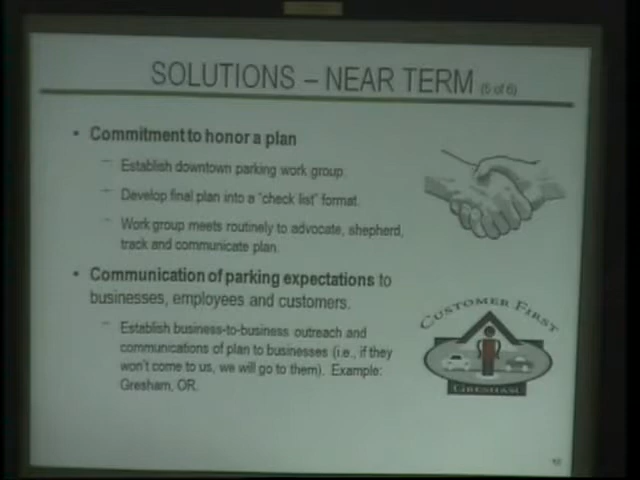 SOLUTIONS – NEAR TERM (5 of 6)
• Commitment to honor a plan
– Establish downtown parking work group.
– Develop final plan into a "check list" format.
– Work group meets routinely to advocate, shepherd,
track and communicate plan.
• Communication of parking expectations to
businesses, employees and customers.
– Establish business-to-business outreach and
communications of plan to businesses (i.e., if they
won't come to us, we will go to them). Example:
Gresham, OR.
CUSTOMER FIRST
GRESHAM